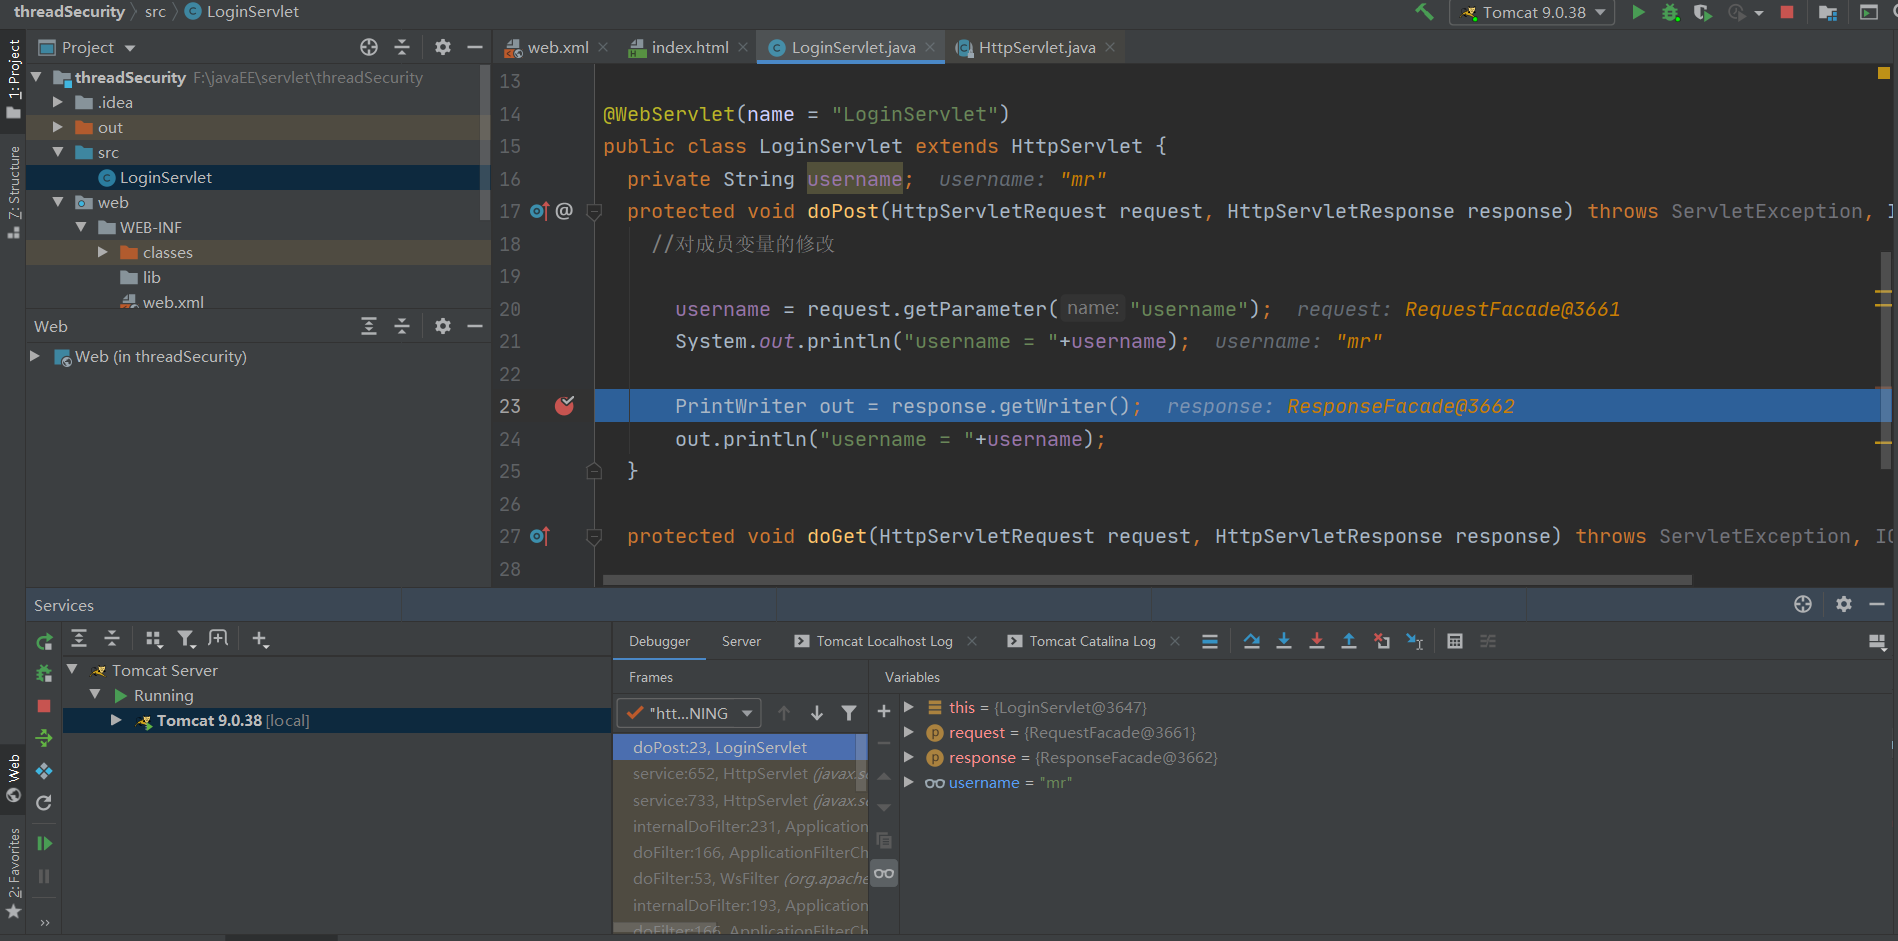 threadSecurity src LoginServlet
Tomcat 9.0.38
1: Project
7: Structure
Web
2: Favorites
Project
threadSecurity F:\javaEE\servlet\threadSecurity
.idea
out
src
LoginServlet
web
WEB-INF
classes
lib
web.xml
Web
Web (in threadSecurity)
web.xml index.html LoginServlet.java HttpServlet.java
13
14 @WebServlet(name = "LoginServlet")
15 public class LoginServlet extends HttpServlet {
16 private String username; username: "mr"
17 @ protected void doPost(HttpServletRequest request, HttpServletResponse response) throws ServletException, I
18 //对成员变量的修改
19
20 username = request.getParameter( name: "username"); request: RequestFacade@3661
21 System.out.println("username = "+username); username: "mr"
22
23 PrintWriter out = response.getWriter(); response: ResponseFacade@3662
24 out.println("username = "+username);
25 }
26
27 protected void doGet(HttpServletRequest request, HttpServletResponse response) throws ServletException, IO
28
Services
Tomcat Server
Running
Tomcat 9.0.38 [local]
Debugger Server Tomcat Localhost Log Tomcat Catalina Log
Frames
"htt...NING
doPost:23, LoginServlet
service:652, HttpServlet (javax.se
service:733, HttpServlet (javax.se
internalDoFilter:231, Application
doFilter:166, ApplicationFilterCh
doFilter:53, WsFilter (org.apache
internalDoFilter:193, Application
doFilter:166, ApplicationFilterCh
Variables
this = {LoginServlet@3647}
p request = {RequestFacade@3661}
p response = {ResponseFacade@3662}
username = "mr"